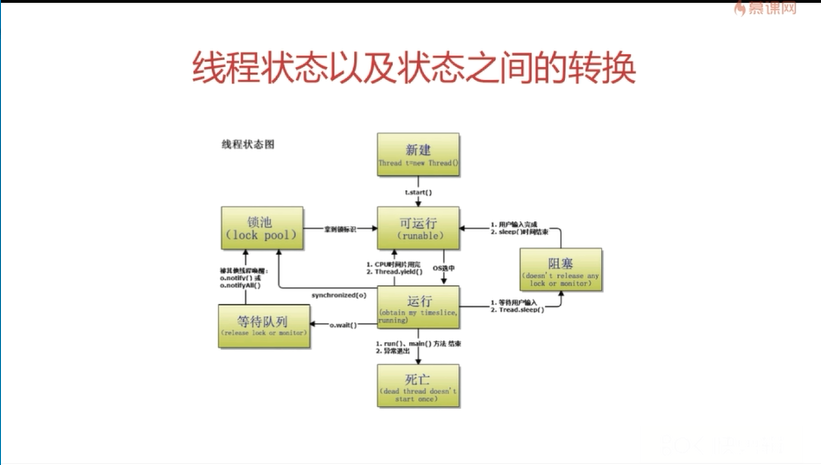 慕课网
线程状态以及状态之间的转换
线程状态图
新建
Thread t=new Thread()
t.start()
锁池
(lock pool)
拿到锁标识
可运行
(runable)
1. 用户输入完成
2. sleep()时间结束
被其他线程唤醒:
o.notify() 或
o.notifyAll()
1. CPU时间片用完
2. Thread.yield()
OS选中
阻塞
(doesn't release any
lock or monitor)
synchronized(o)
等待队列
(release lock or monitor)
o.wait()
运行
(obtain my timeslice,
running)
1. 等待用户输入
2. Tread.sleep()
1. run()、main() 方法 结束
2. 异常退出
死亡
(dead thread doesn't
start once)